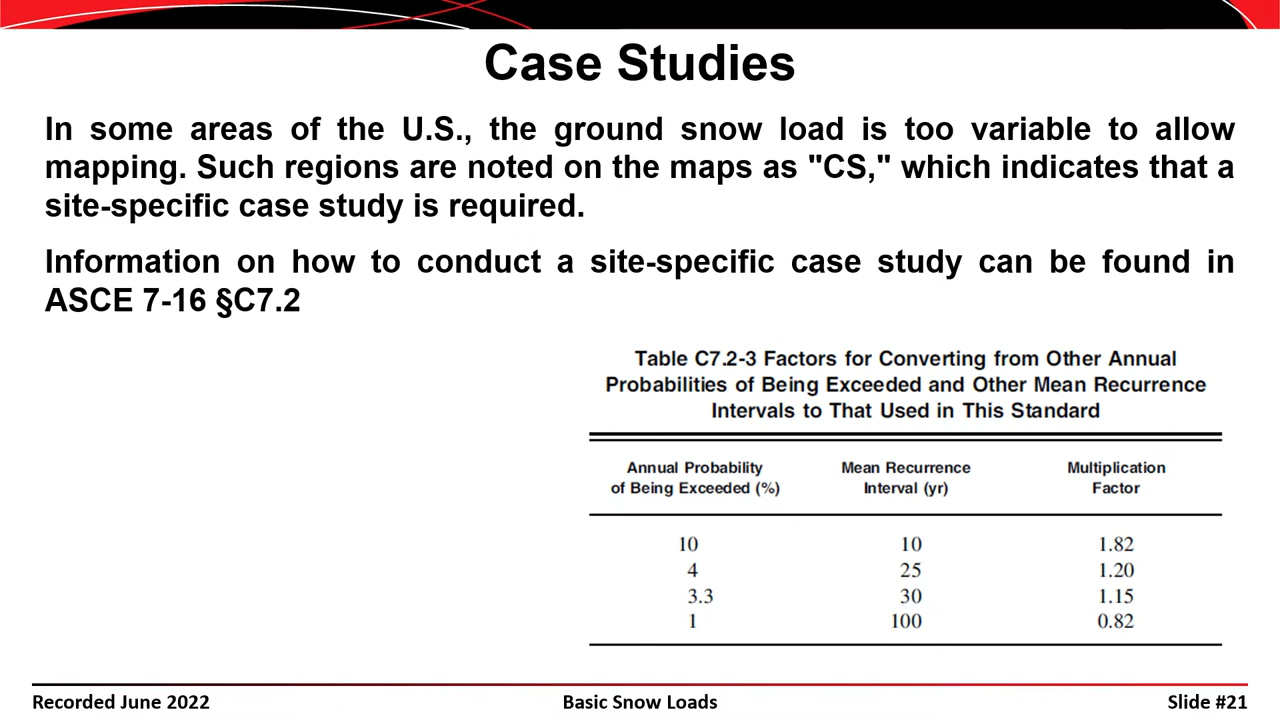 Case Studies
In some areas of the U.S., the ground snow load is too variable to allow
mapping. Such regions are noted on the maps as "CS," which indicates that a
site-specific case study is required.
Information on how to conduct a site-specific case study can be found in
ASCE 7-16 §C7.2
Table C7.2-3 Factors for Converting from Other Annual
Probabilities of Being Exceeded and Other Mean Recurrence
Intervals to That Used in This Standard
Annual Probability Mean Recurrence Multiplication
of Being Exceeded (%) Interval (yr) Factor
10 10 1.82
4 25 1.20
3.3 30 1.15
1 100 0.82
Recorded June 2022 Basic Snow Loads Slide #21